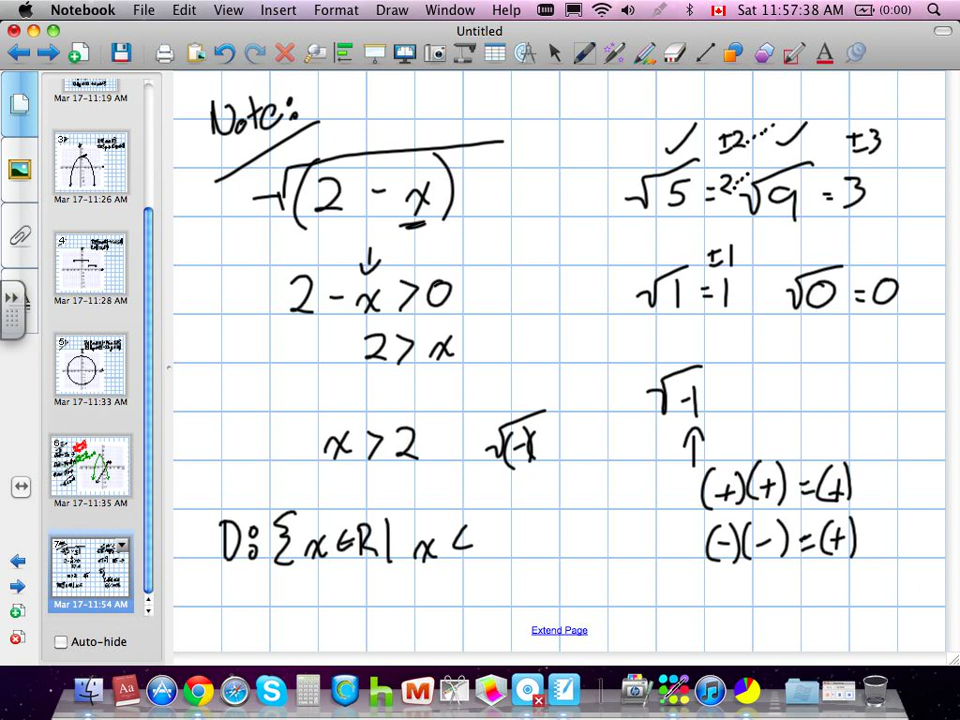 Notebook File Edit View Insert Format Draw Window Help Sat 11:57:38 AM (0:00)
Untitled
Mar 17-11:19 AM
Mar 17-11:26 AM
Mar 17-11:28 AM
Mar 17-11:33 AM
Mar 17-11:35 AM
Mar 17-11:54 AM
Auto-hide
Note:
√(2 - x)
2 - x > 0
2 > x
x > 2 √(-)
D: { x ∈ R | x <
✓ ±2... ✓ ±3
√5 = 2... √9 = 3
±1
√1 = 1 √0 = 0
√-1
↑
(+)(+) = (+)
(-)(-) = (+)
Extend Page